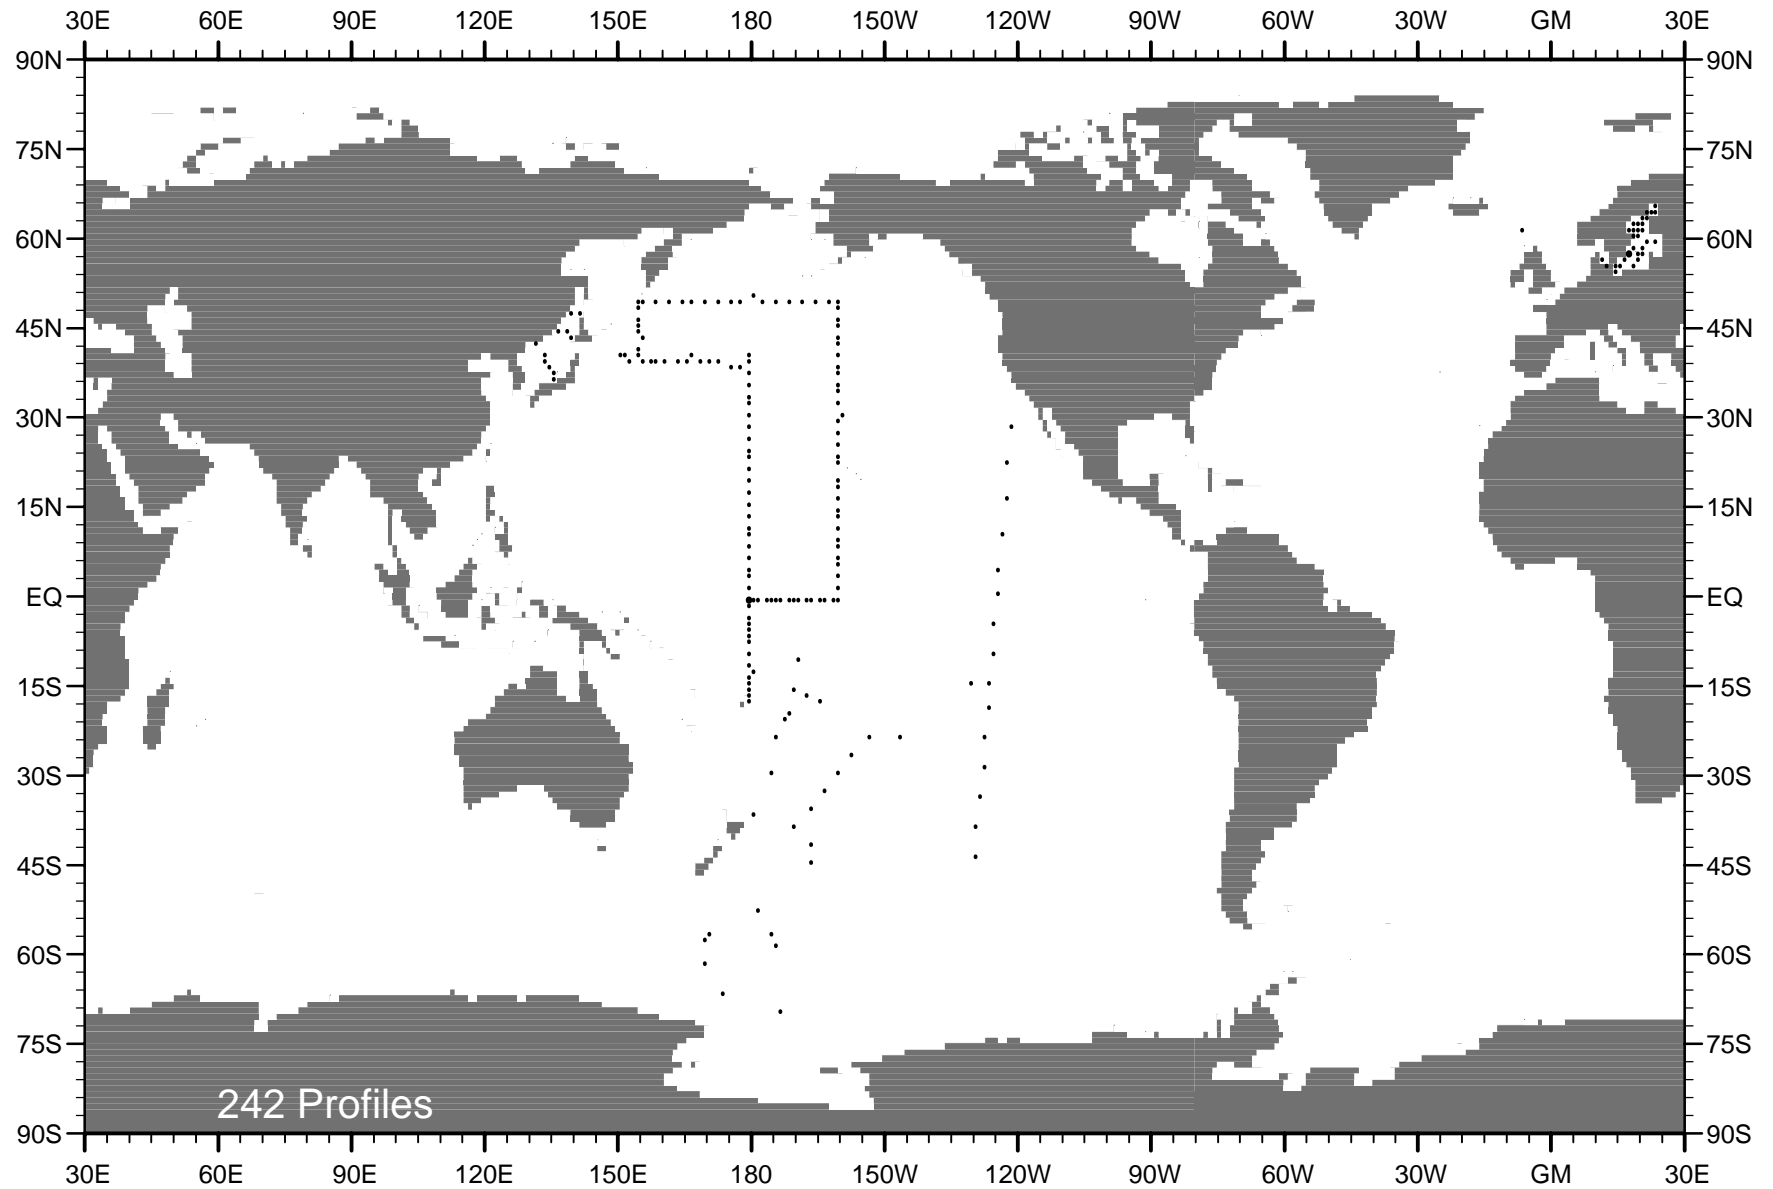 30E 60E 90E 120E 150E 180 150W 120W 90W 60W 30W GM 30E
90N 90N
75N 75N
60N 60N
45N 45N
30N 30N
15N 15N
EQ EQ
15S 15S
30S 30S
45S 45S
60S 60S
75S 75S
242 Profiles
90S 90S
30E 60E 90E 120E 150E 180 150W 120W 90W 60W 30W GM 30E